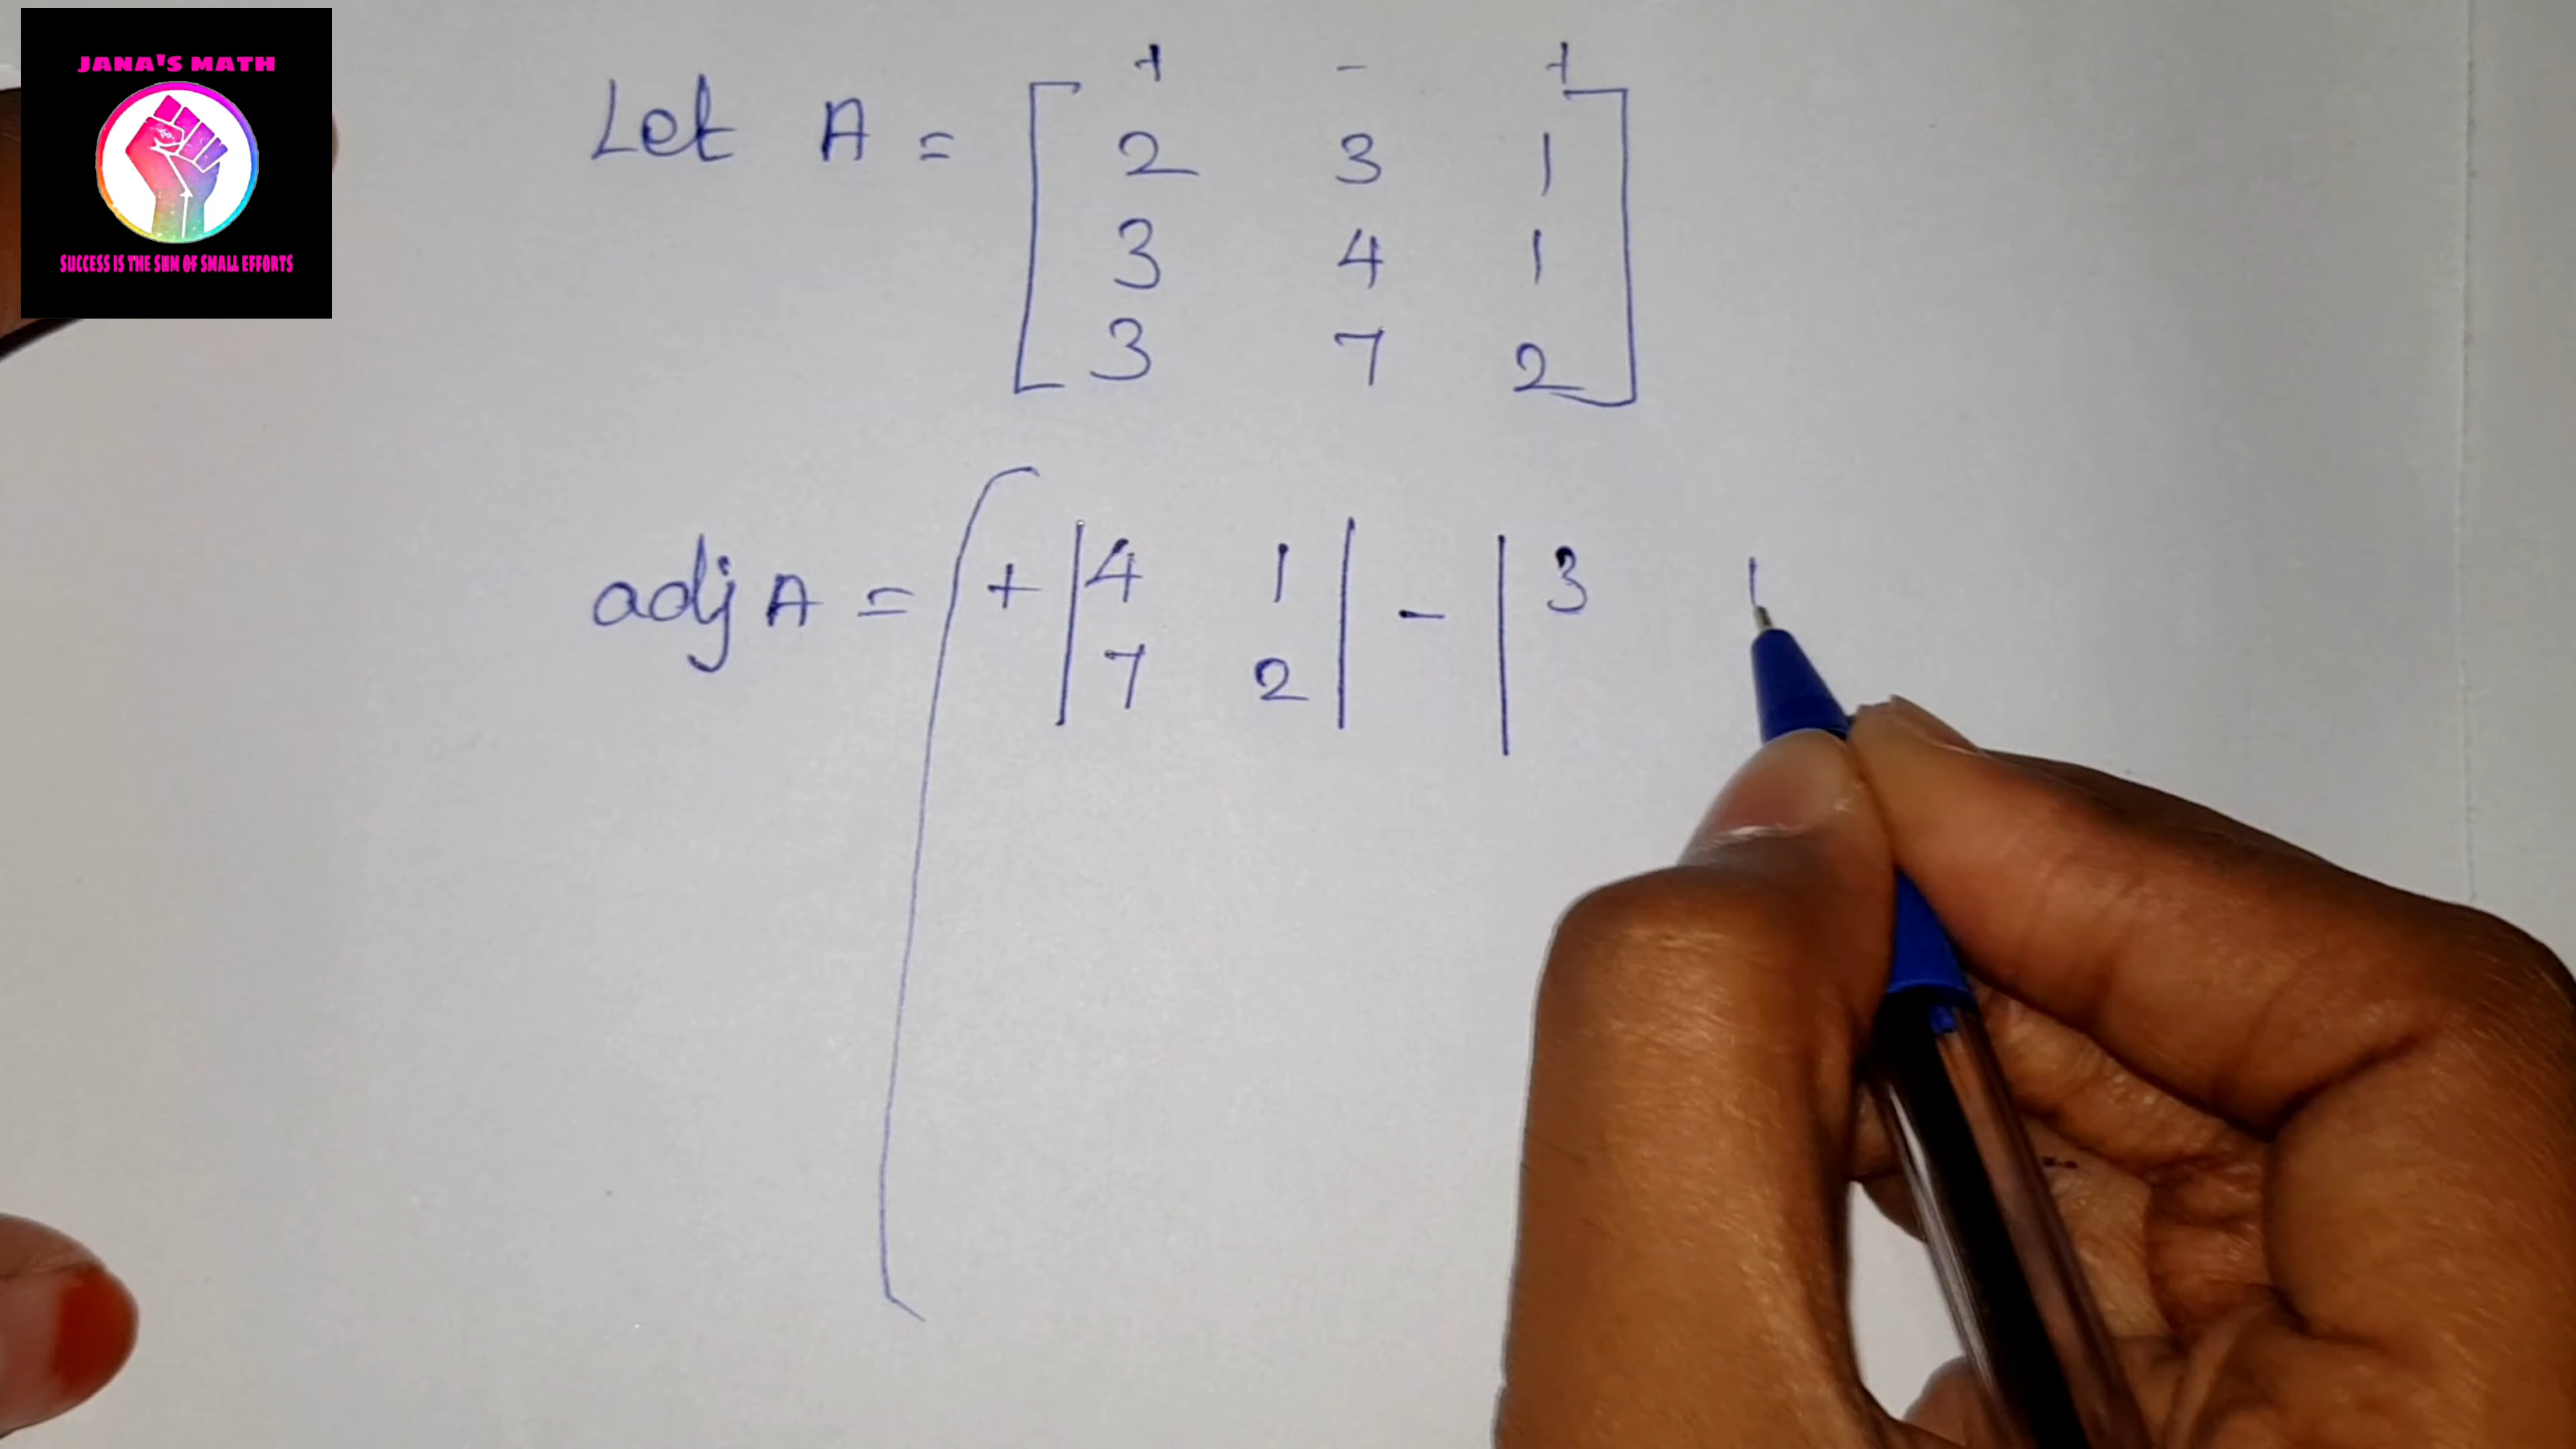 JANA'S MATH
SUCCESS IS THE SUM OF SMALL EFFORTS
+ - +
Let A = [ 2 3 1
3 4 1
3 7 2 ]
adj A = ( + | 4 1 | - | 3 1
7 2